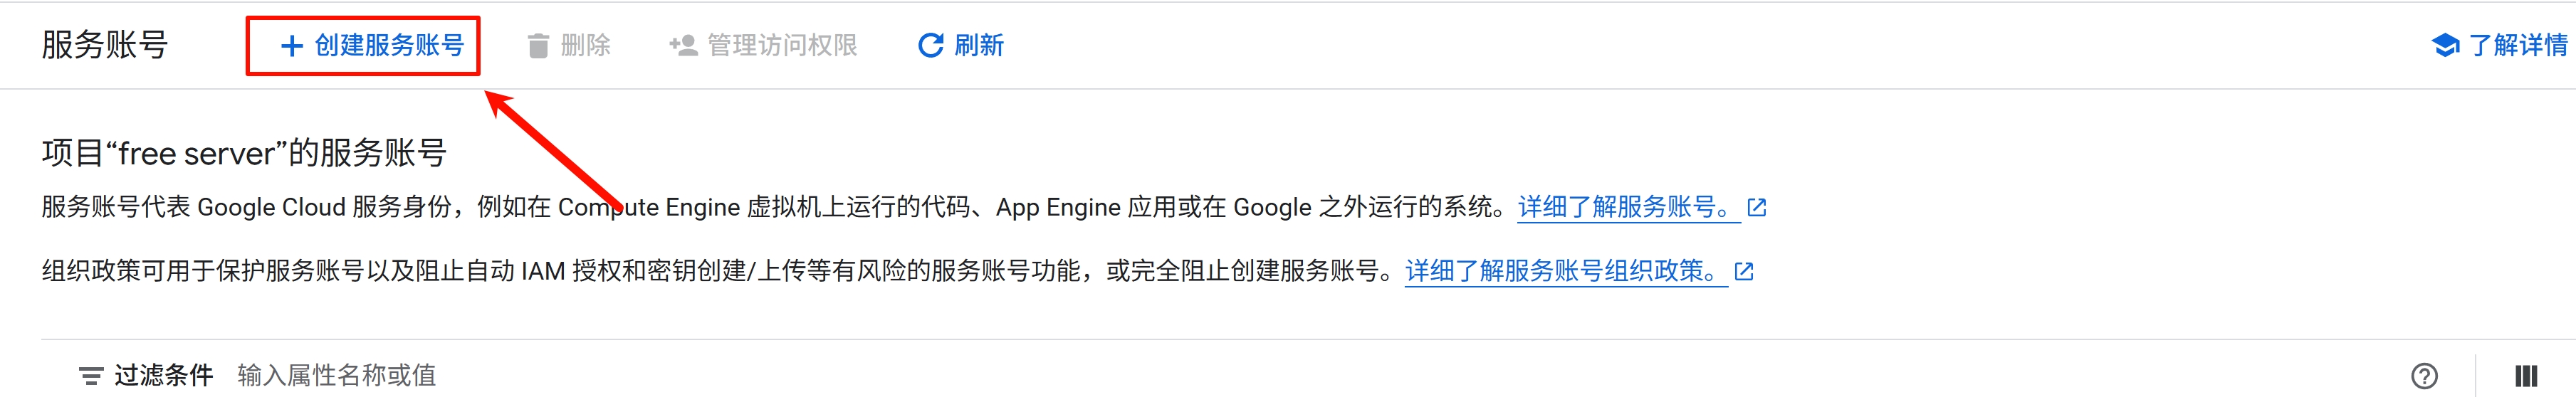 服务账号 创建服务账号 删除 管理访问权限 刷新 了解详情
项目“free server”的服务账号
服务账号代表 Google Cloud 服务身份，例如在 Compute Engine 虚拟机上运行的代码、App Engine 应用或在 Google 之外运行的系统。详细了解服务账号。
组织政策可用于保护服务账号以及阻止自动 IAM 授权和密钥创建/上传等有风险的服务账号功能，或完全阻止创建服务账号。详细了解服务账号组织政策。
过滤条件 输入属性名称或值